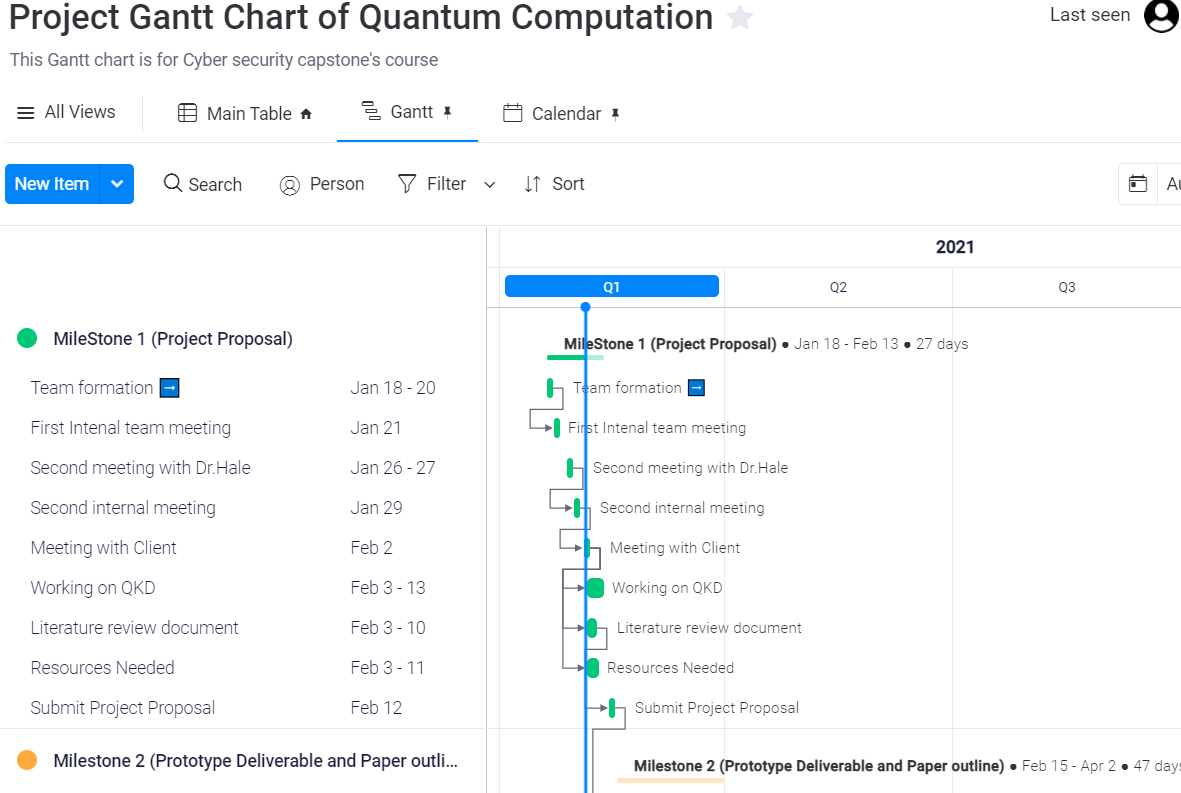 Project Gantt Chart of Quantum Computation
Last seen
This Gantt chart is for Cyber security capstone's course
All Views
Main Table
Gantt
Calendar
New Item
Search
Person
Filter
Sort
Au
2021
Q1
Q2
Q3
MileStone 1 (Project Proposal)
MileStone 1 (Project Proposal) ● Jan 18 - Feb 13 ● 27 days
Team formation ➡ Jan 18 - 20
Team formation ➡
First Intenal team meeting Jan 21
First Intenal team meeting
Second meeting with Dr.Hale Jan 26 - 27
Second meeting with Dr.Hale
Second internal meeting Jan 29
Second internal meeting
Meeting with Client Feb 2
Meeting with Client
Working on QKD Feb 3 - 13
Working on QKD
Literature review document Feb 3 - 10
Literature review document
Resources Needed Feb 3 - 11
Resources Needed
Submit Project Proposal Feb 12
Submit Project Proposal
Milestone 2 (Prototype Deliverable and Paper outli...
Milestone 2 (Prototype Deliverable and Paper outline) ● Feb 15 - Apr 2 ● 47 days